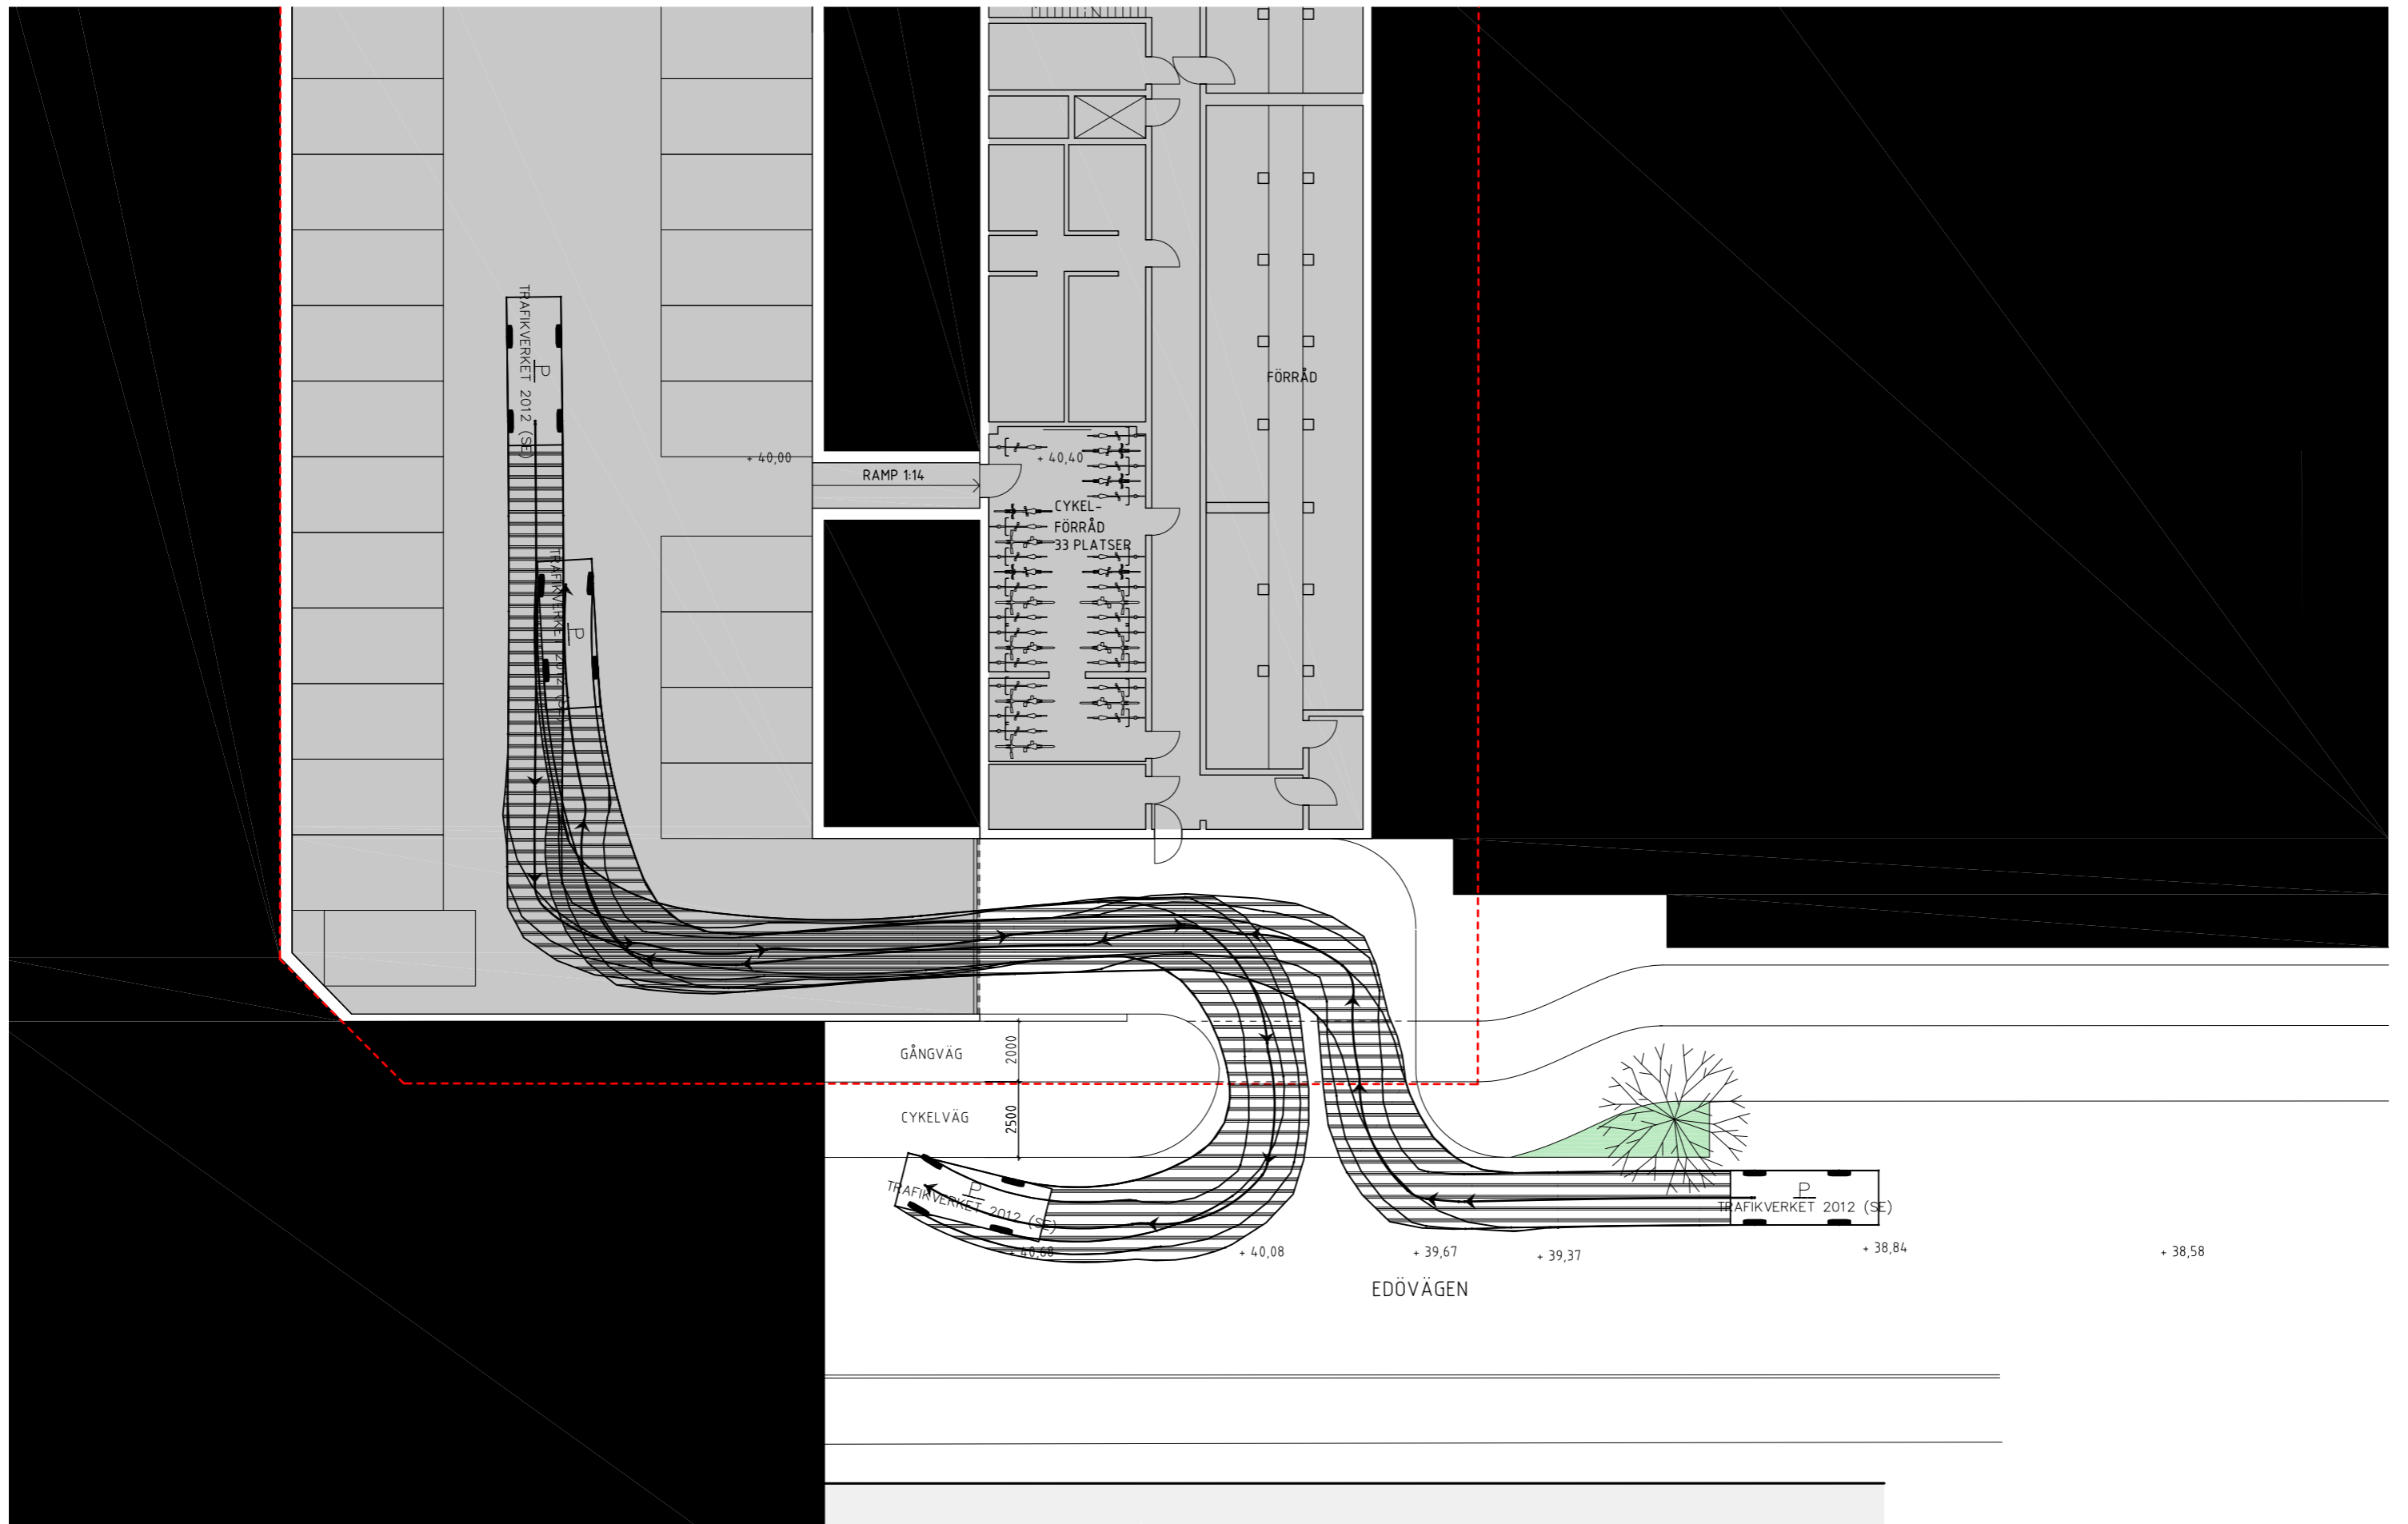 TRAFIKVERKET 2012 (SE)
P
FÖRRÅD
+ 40,00
+ 40,40
RAMP 1:14
CYKEL-
FÖRRÅD
33 PLATSER
TRAFIKVERKET 2012 (SE)
P
GÅNGVÄG
2000
CYKELVÄG
2500
P
TRAFIKVERKET 2012 (SE)
P
TRAFIKVERKET 2012 (SE)
+ 40,68
+ 40,08
+ 39,67
+ 39,37
+ 38,84
+ 38,58
EDÖVÄGEN